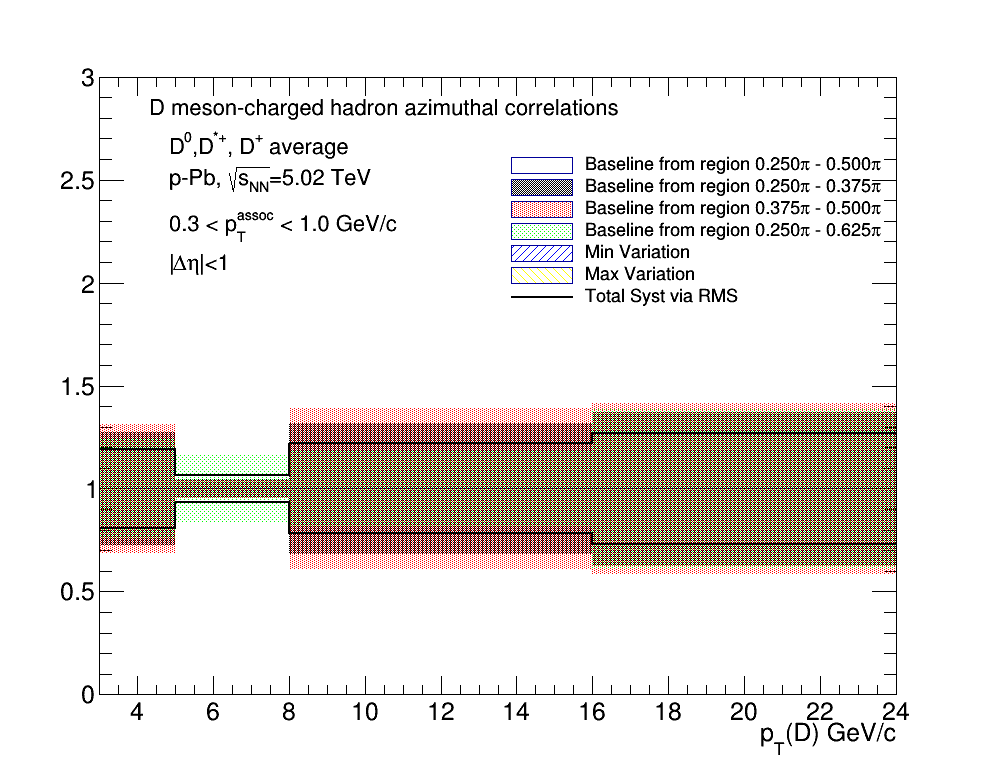 D meson-charged hadron azimuthal correlations
D⁰,D*⁺, D⁺ average
p-Pb, √sNN=5.02 TeV
0.3 < pTassoc < 1.0 GeV/c
|Δη|<1
Baseline from region 0.250π - 0.500π
Baseline from region 0.250π - 0.375π
Baseline from region 0.375π - 0.500π
Baseline from region 0.250π - 0.625π
Min Variation
Max Variation
Total Syst via RMS
3
2.5
2
1.5
1
0.5
0
4 6 8 10 12 14 16 18 20 22 24
pT(D) GeV/c